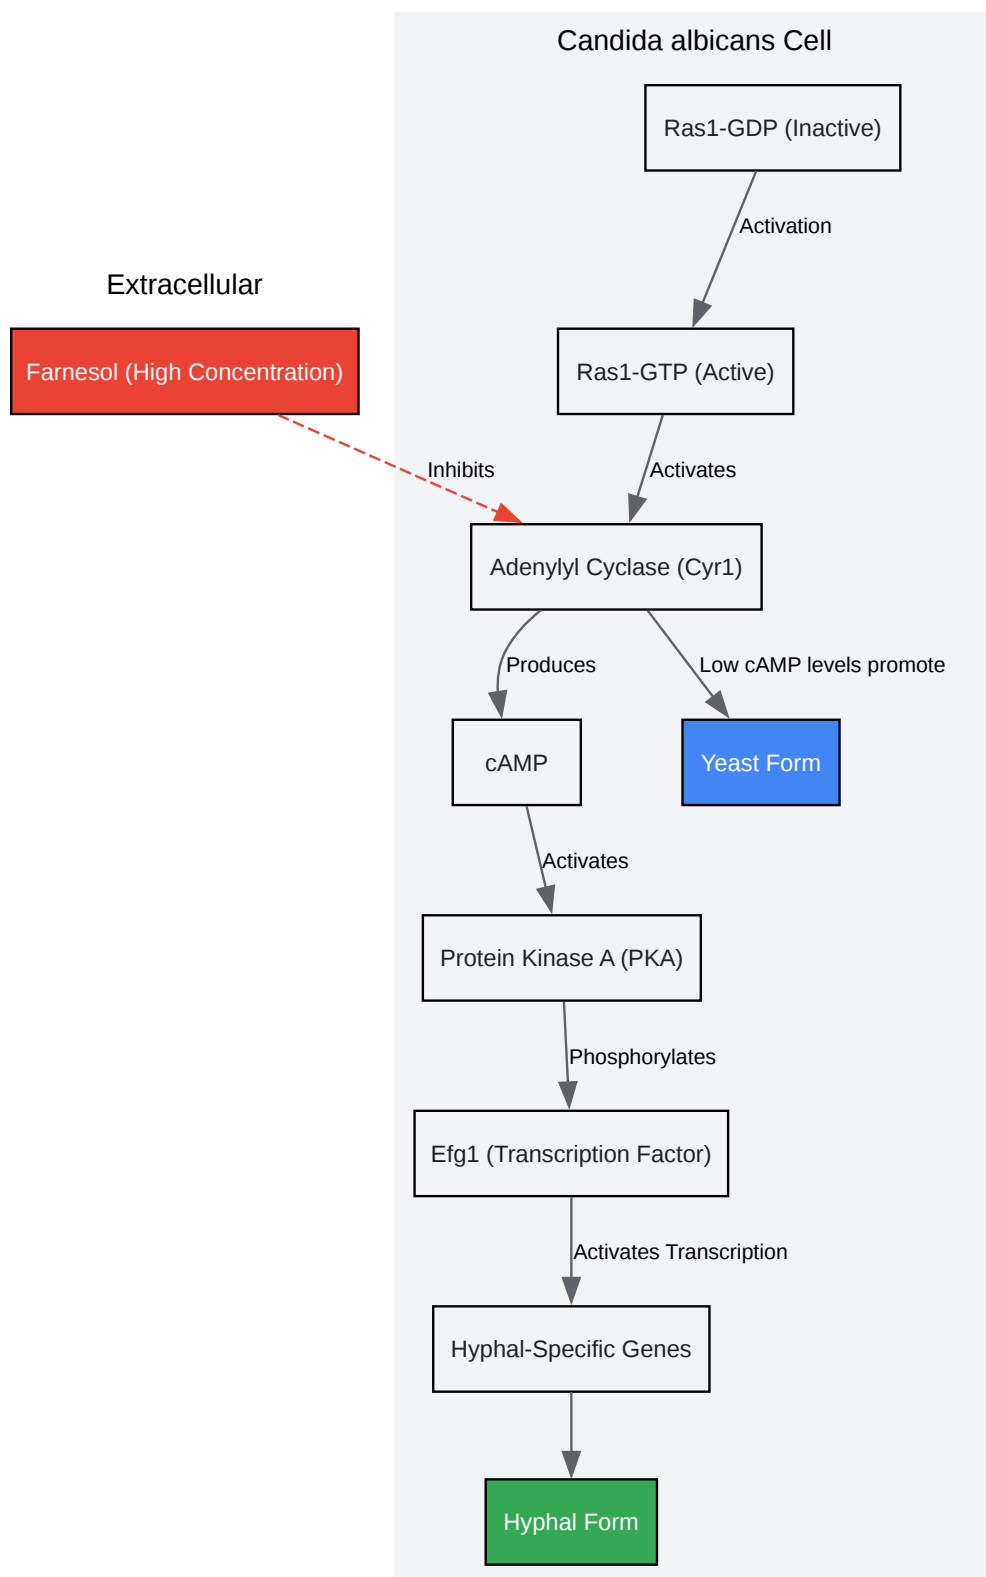 Candida albicans Cell
Ras1-GDP (Inactive)
Activation
Extracellular
Farnesol (High Concentration)
Ras1-GTP (Active)
Inhibits
Activates
Adenylyl Cyclase (Cyr1)
Produces
Low cAMP levels promote
cAMP
Yeast Form
Activates
Protein Kinase A (PKA)
Phosphorylates
Efg1 (Transcription Factor)
Activates Transcription
Hyphal-Specific Genes
Hyphal Form